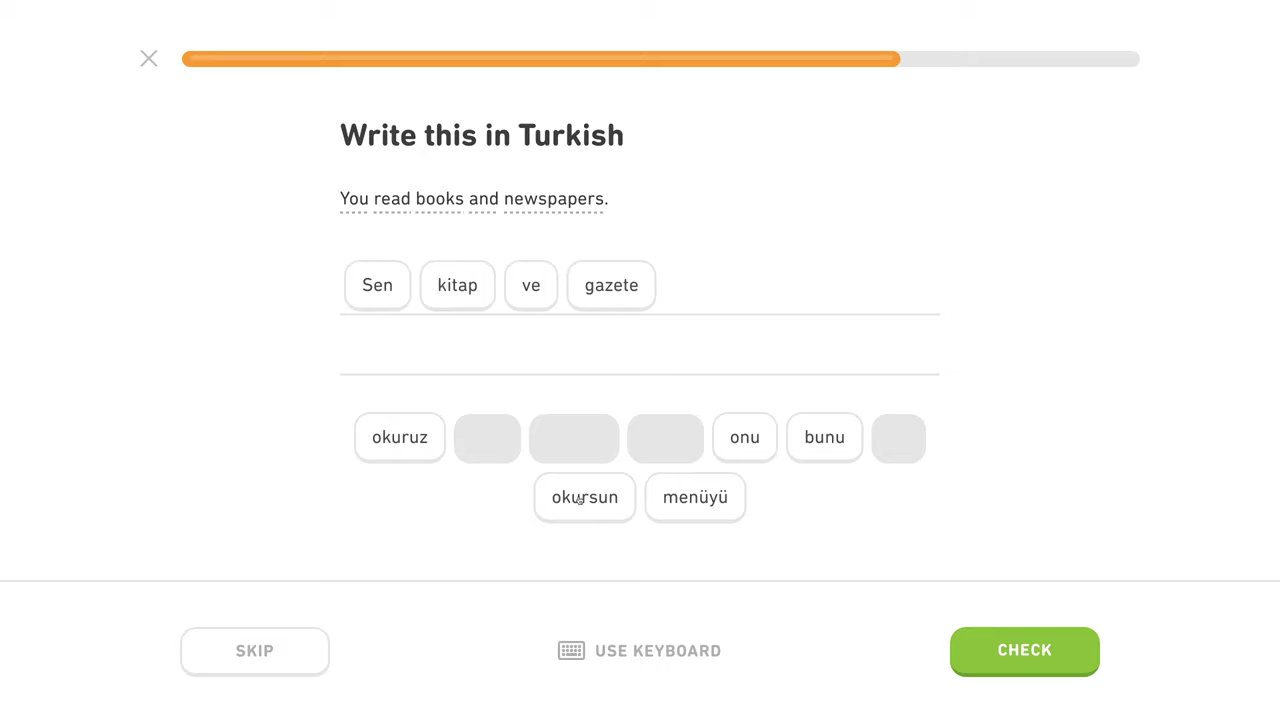 Write this in Turkish
You read books and newspapers.
Sen kitap ve gazete
okuruz onu bunu
okursun menüyü
SKIP USE KEYBOARD CHECK